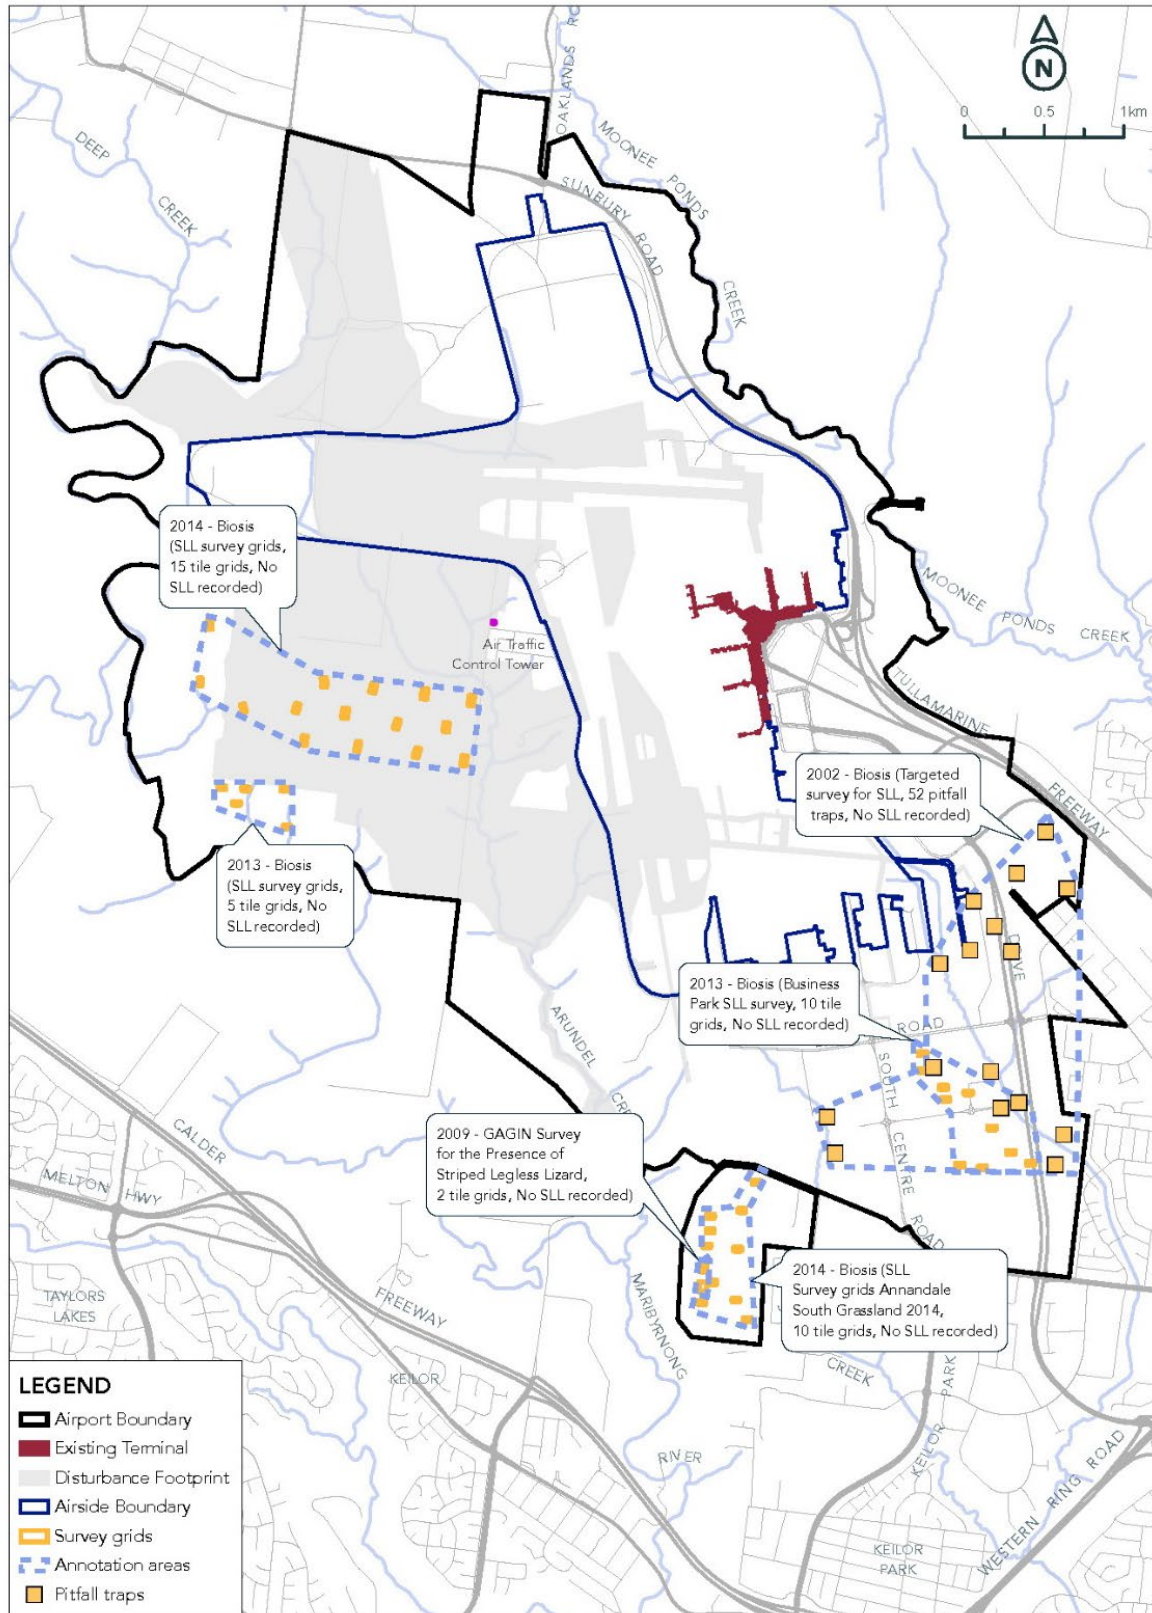 OAKLANDS RO
N
0 0.5 1km
MOONEE PONDS
CREEK
DEEP
CREEK
SUNBURY
ROAD
2014 - Biosis
(SLL survey grids,
15 tile grids, No
SLL recorded)
MOONEE PONDS CREEK
Air Traffic
Control Tower
TULLAMARINE
FREEWAY
2002 - Biosis (Targeted
survey for SLL, 52 pitfall
traps, No SLL recorded)
2013 - Biosis
(SLL survey grids,
5 tile grids, No
SLL recorded)
DRIVE
2013 - Biosis (Business
Park SLL survey, 10 tile
grids, No SLL recorded)
ROAD
ARUNDEL
SOUTH CENTRE ROAD
CALDER
FREEWAY
2009 - GAGIN Survey
for the Presence of
Striped Legless Lizard,
2 tile grids, No SLL recorded)
MELTON HWY
2014 - Biosis (SLL
Survey grids Annandale
South Grassland 2014,
10 tile grids, No SLL recorded)
TAYLORS
LAKES
MARIBYRNONG
RIVER
CREEK
KEILOR
KEILOR PARK
WESTERN RING ROAD
KEILOR
PARK
LEGEND
Airport Boundary
Existing Terminal
Disturbance Footprint
Airside Boundary
Survey grids
Annotation areas
Pitfall traps